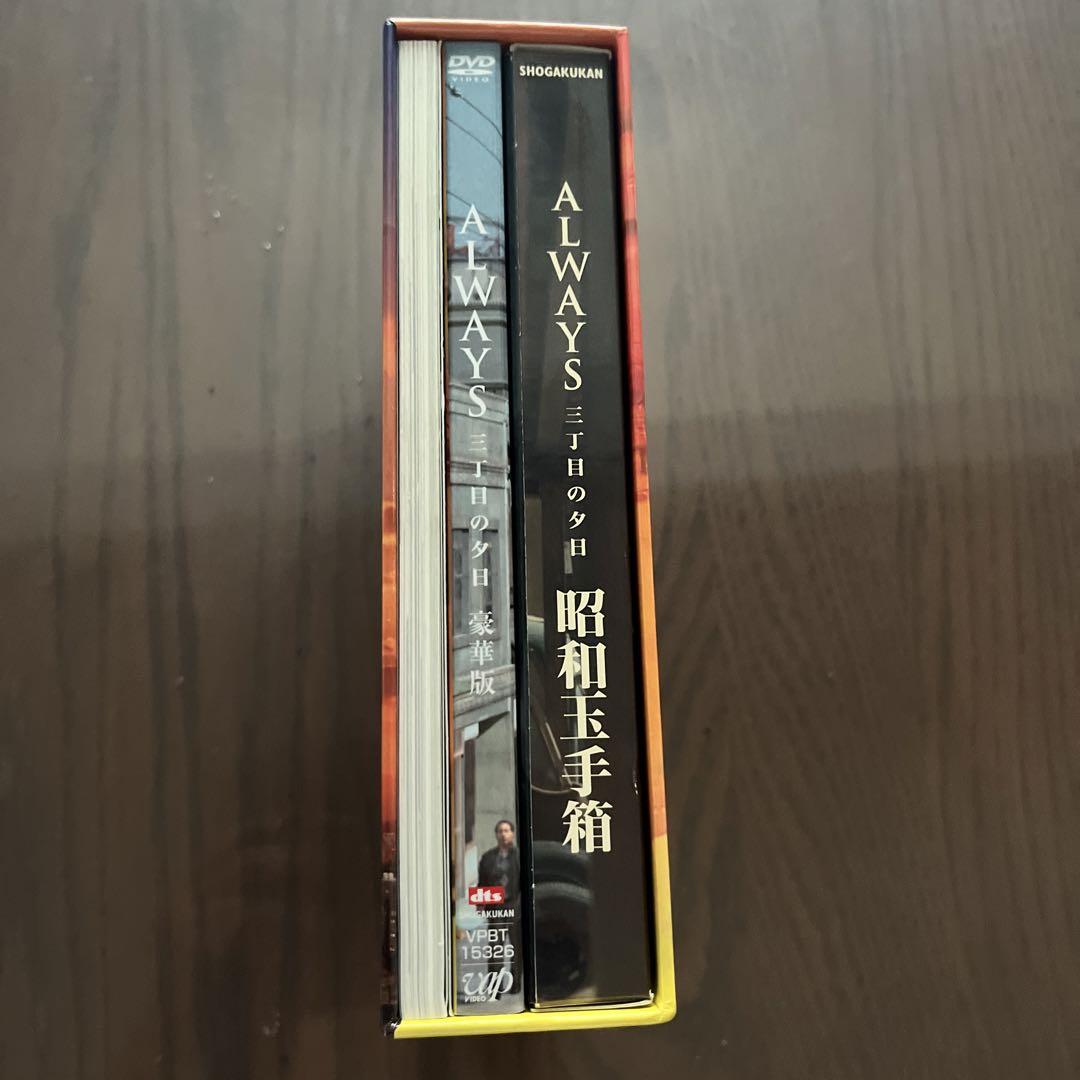 DVD
VIDEO
ALWAYS 三丁目の夕日 豪華版
dts
SHOGAKUKAN
VPBT
15326
vap
VIDEO
SHOGAKUKAN
ALWAYS 三丁目の夕日 昭和玉手箱